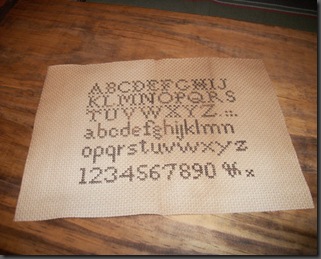 ABCDEFGHIJ
KLMNOPQRS
TUVWXYZ.:.
abcdefghijklmn
opqrstuvwxyz
1234567890 % x